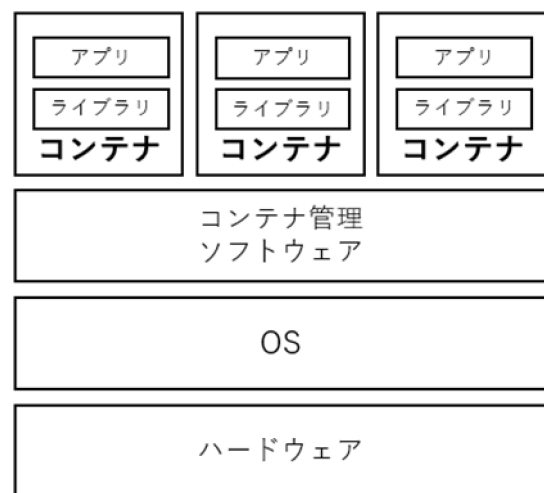 アプリ
ライブラリ
コンテナ
アプリ
ライブラリ
コンテナ
アプリ
ライブラリ
コンテナ
コンテナ管理
ソフトウェア
OS
ハードウェア